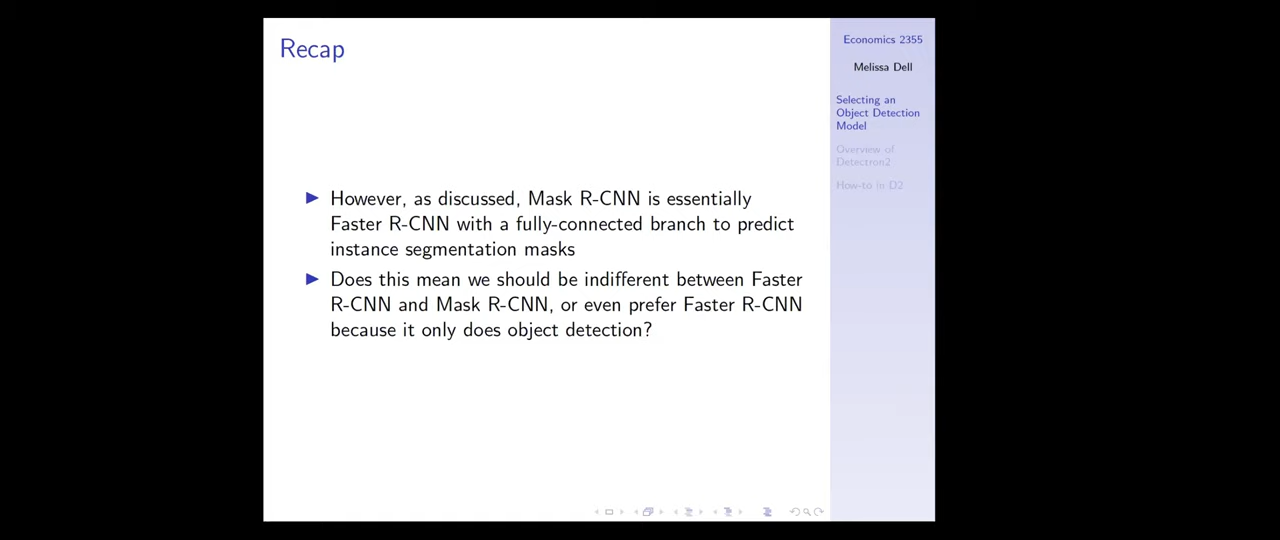 Recap
However, as discussed, Mask R-CNN is essentially
Faster R-CNN with a fully-connected branch to predict
instance segmentation masks
Does this mean we should be indifferent between Faster
R-CNN and Mask R-CNN, or even prefer Faster R-CNN
because it only does object detection?
Economics 2355
Melissa Dell
Selecting an
Object Detection
Model
Overview of
Detectron2
How-to in D2